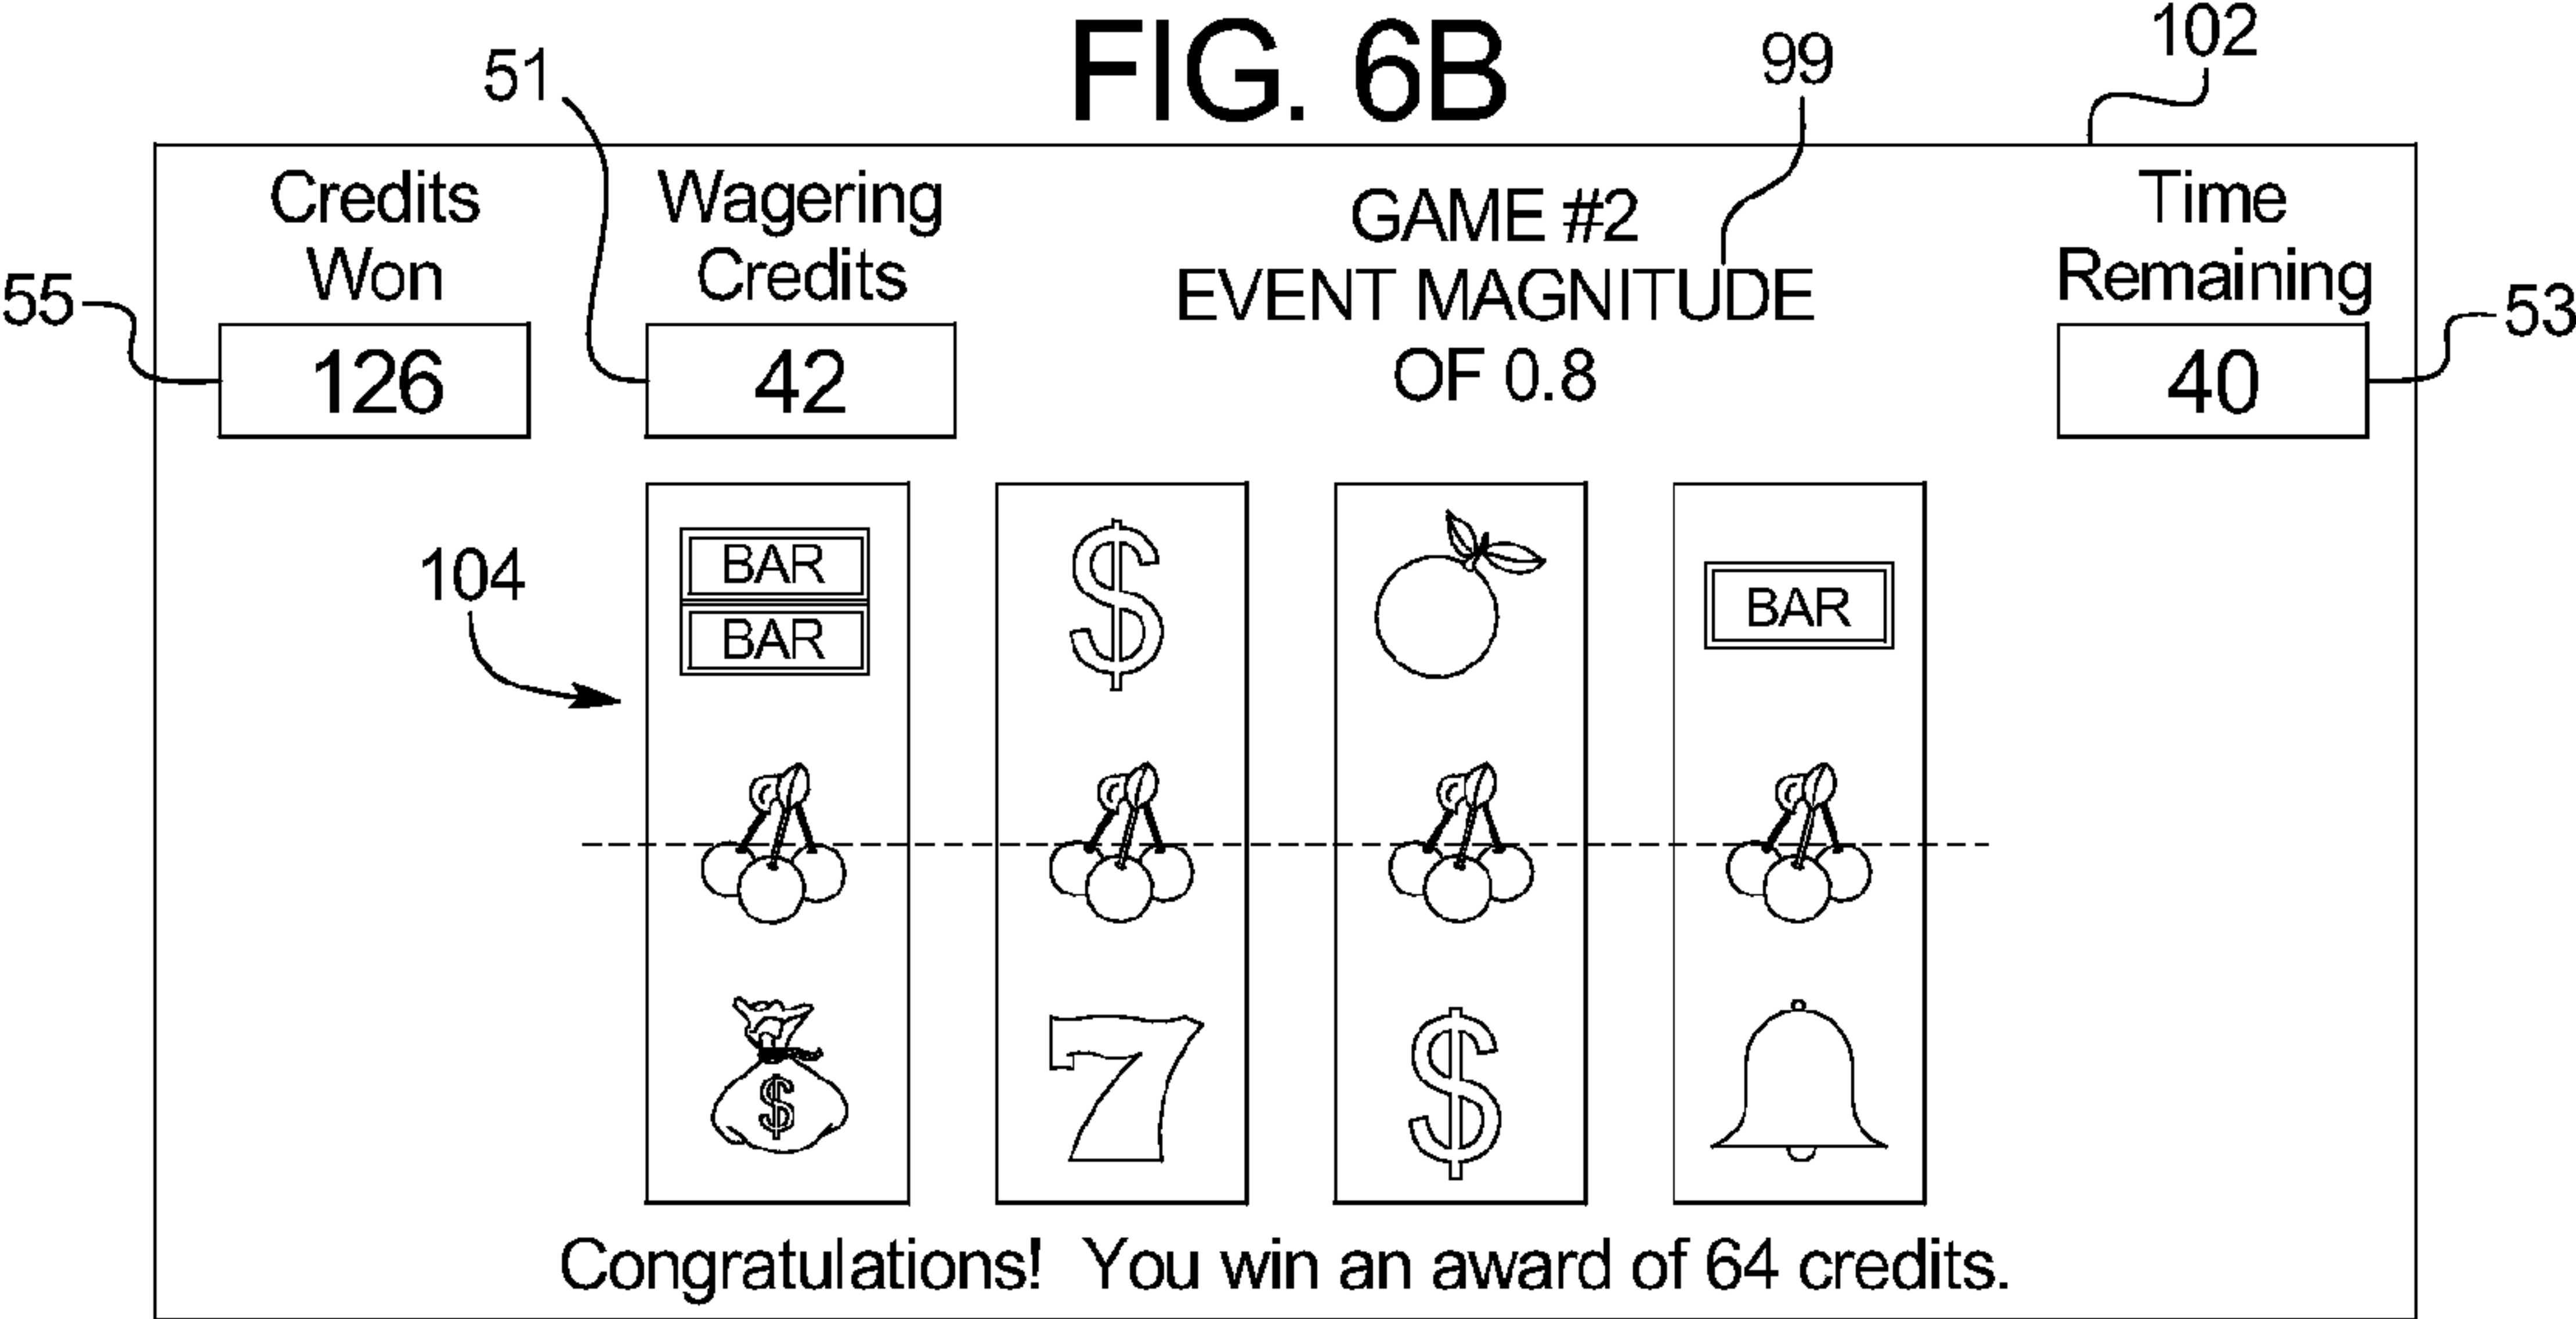 FIG. 6B
51
99
102
Credits
Won
Wagering
Credits
GAME #2
EVENT MAGNITUDE
OF 0.8
Time
Remaining
55
126
42
40
53
104
BAR
BAR
$
BAR
$
7
$
Congratulations! You win an award of 64 credits.